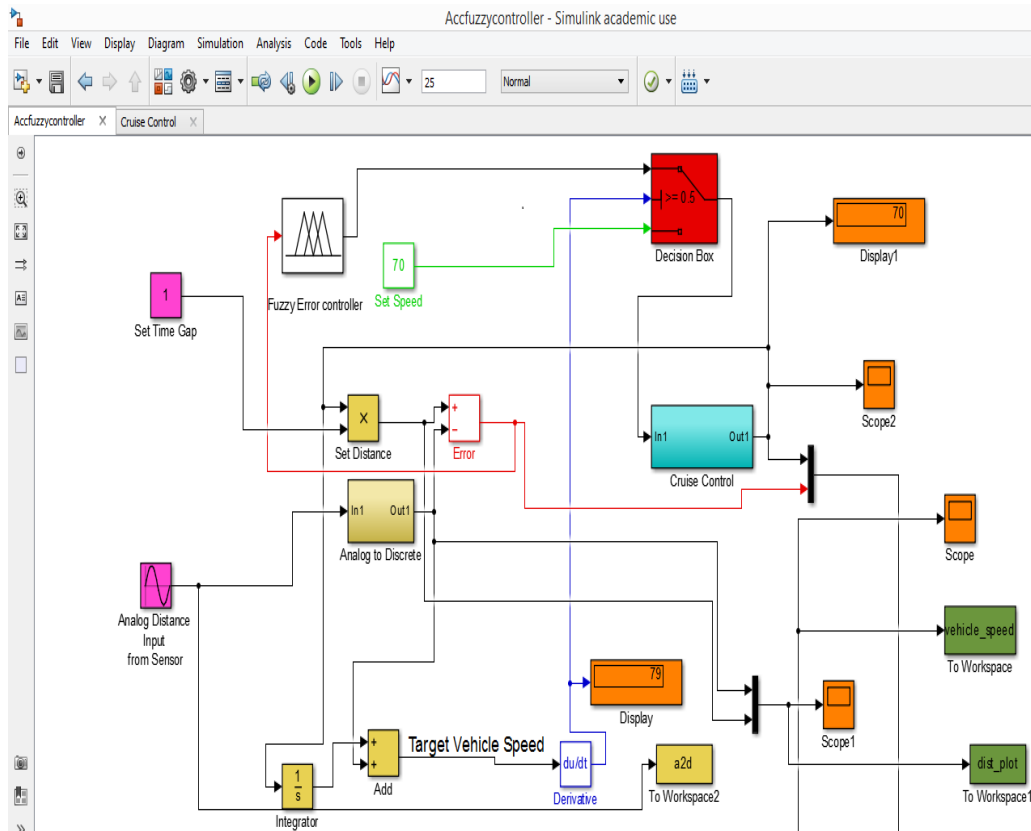 Accfuzzycontroller - Simulink academic use
File Edit View Display Diagram Simulation Analysis Code Tools Help
25 Normal
Accfuzzycontroller X Cruise Control X
>= 0.5
Decision Box
70
Display1
Fuzzy Error controller
70
Set Speed
1
Set Time Gap
X
Set Distance
+
−
Error
In1 Out1
Cruise Control
Scope2
In1 Out1
Analog to Discrete
Scope
Analog Distance
Input
from Sensor
vehicle_speed
To Workspace
79
Display
Scope1
Target Vehicle Speed
+
+
Add
1
s
Integrator
du/dt
Derivative
a2d
To Workspace2
dist_plot
To Workspace1